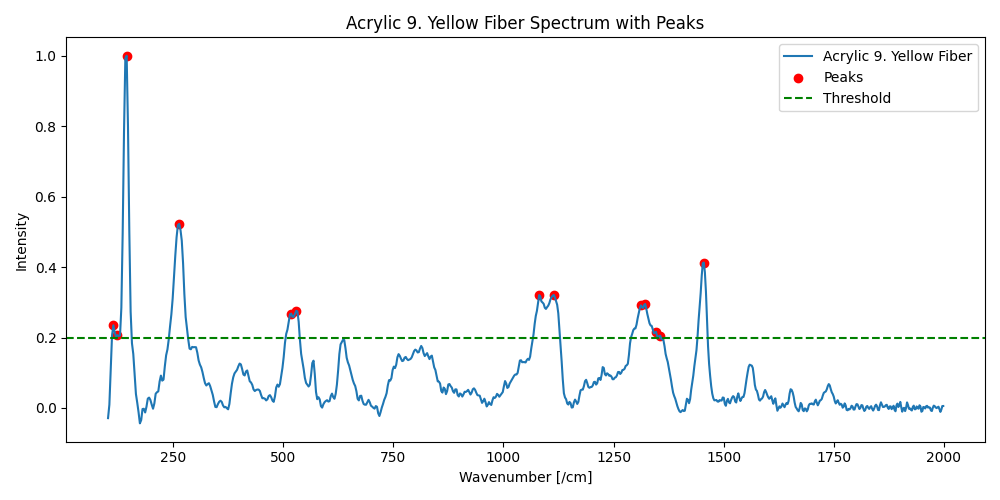 Acrylic 9. Yellow Fiber Spectrum with Peaks
Acrylic 9. Yellow Fiber
Peaks
Threshold
Intensity
1.0
0.8
0.6
0.4
0.2
0.0
250
500
750
1000
1250
1500
1750
2000
Wavenumber [/cm]